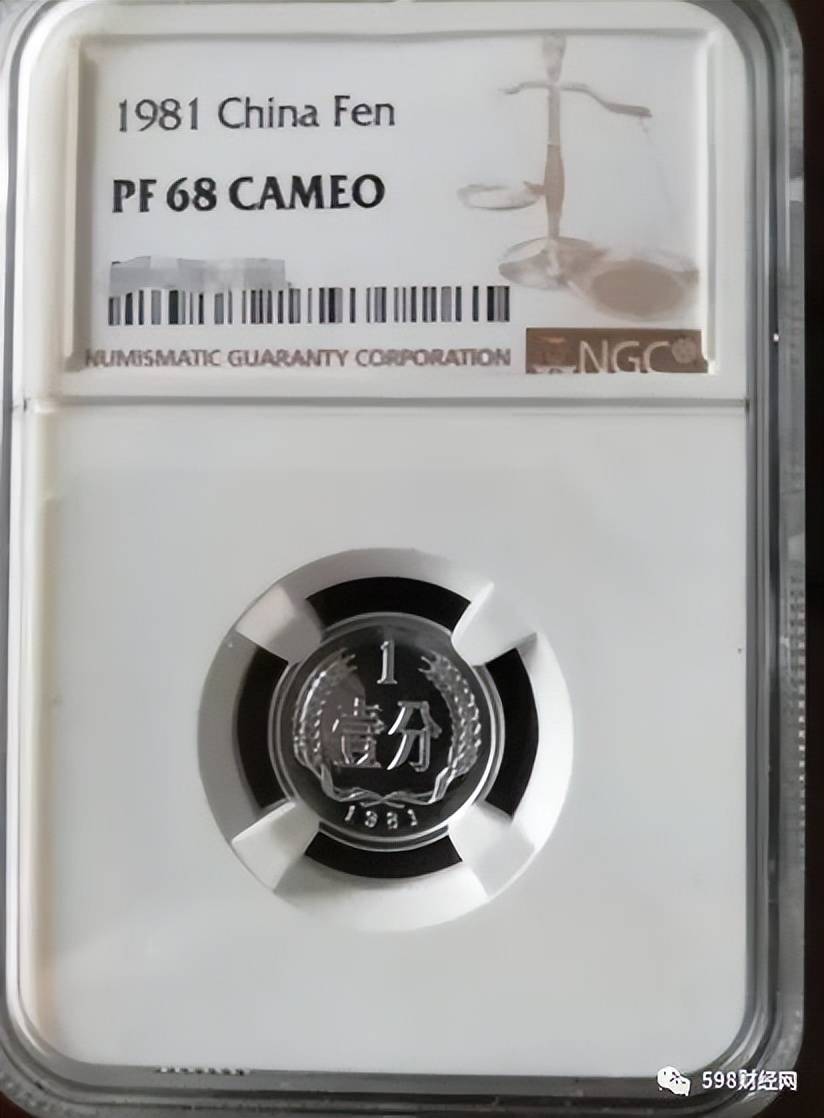 1981 China Fen
PF 68 CAMEO
NUMISMATIC GUARANTY CORPORATION
NGC
1
壹分
1981
598财经网